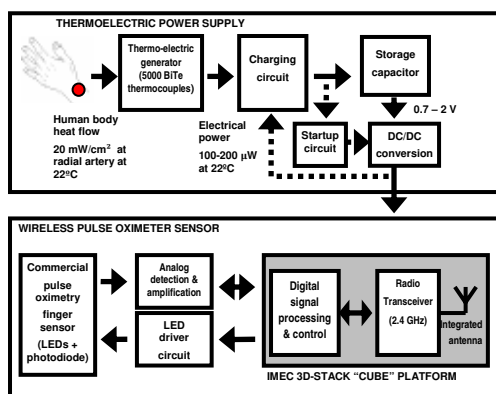 THERMOELECTRIC POWER SUPPLY
Thermo-electric
generator
(5000 BiTe
thermocouples)
Charging
circuit
Storage
capacitor
Human body
heat flow
20 mW/cm² at
radial artery at
22ºC
Electrical
power
100-200 µW
at 22ºC
Startup
circuit
0.7 – 2 V
DC/DC
conversion
WIRELESS PULSE OXIMETER SENSOR
Commercial
pulse
oximetry
finger
sensor
(LEDs +
photodiode)
Analog
detection &
amplification
LED
driver
circuit
Digital
signal
processing
& control
Radio
Transceiver
(2.4 GHz)
Integrated
antenna
IMEC 3D-STACK “CUBE” PLATFORM